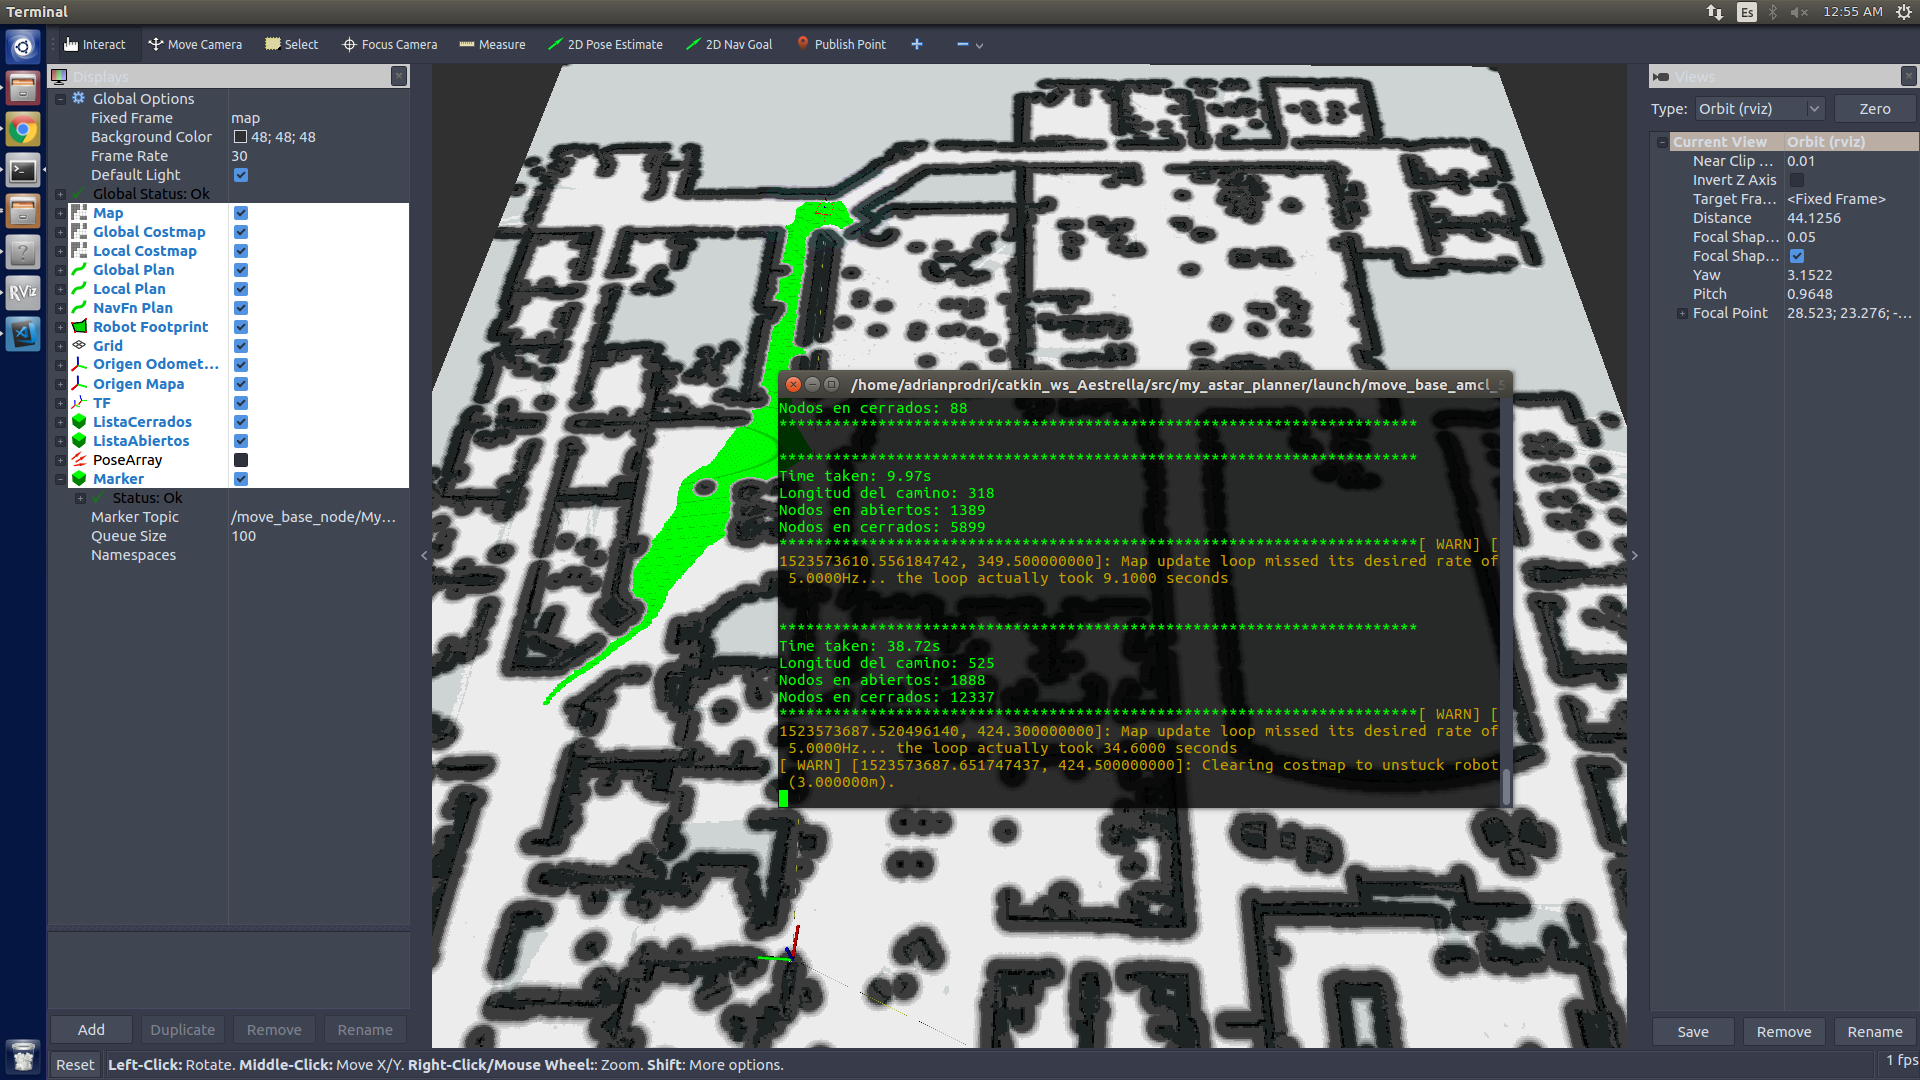 Terminal
Es
12:55 AM
Interact
Move Camera
Select
Focus Camera
Measure
2D Pose Estimate
2D Nav Goal
Publish Point
Displays
Global Options
Fixed Frame map
Background Color 48; 48; 48
Frame Rate 30
Default Light
Global Status: Ok
Map
Global Costmap
Local Costmap
Global Plan
Local Plan
NavFn Plan
Robot Footprint
Grid
Origen Odomet...
Origen Mapa
TF
ListaCerrados
ListaAbiertos
PoseArray
Marker
Status: Ok
Marker Topic /move_base_node/My...
Queue Size 100
Namespaces
Add
Duplicate
Remove
Rename
Reset
Left-Click: Rotate. Middle-Click: Move X/Y. Right-Click/Mouse Wheel:: Zoom. Shift: More options.
RViz
/home/adrianprodri/catkin_ws_Aestrella/src/my_astar_planner/launch/move_base_amcl_5
Nodos en cerrados: 88
***********************************************************************
***********************************************************************
Time taken: 9.97s
Longitud del camino: 318
Nodos en abiertos: 1389
Nodos en cerrados: 5899
***********************************************************************[ WARN] [
1523573610.556184742, 349.500000000]: Map update loop missed its desired rate of
5.0000Hz... the loop actually took 9.1000 seconds
***********************************************************************
Time taken: 38.72s
Longitud del camino: 525
Nodos en abiertos: 1888
Nodos en cerrados: 12337
***********************************************************************[ WARN] [
1523573687.520496140, 424.300000000]: Map update loop missed its desired rate of
5.0000Hz... the loop actually took 34.6000 seconds
[ WARN] [1523573687.651747437, 424.500000000]: Clearing costmap to unstuck robot
(3.000000m).
Views
Type: Orbit (rviz) Zero
Current View Orbit (rviz)
Near Clip ... 0.01
Invert Z Axis
Target Fra... <Fixed Frame>
Distance 44.1256
Focal Shap... 0.05
Focal Shap...
Yaw 3.1522
Pitch 0.9648
Focal Point 28.523; 23.276; -...
Save
Remove
Rename
1 fps